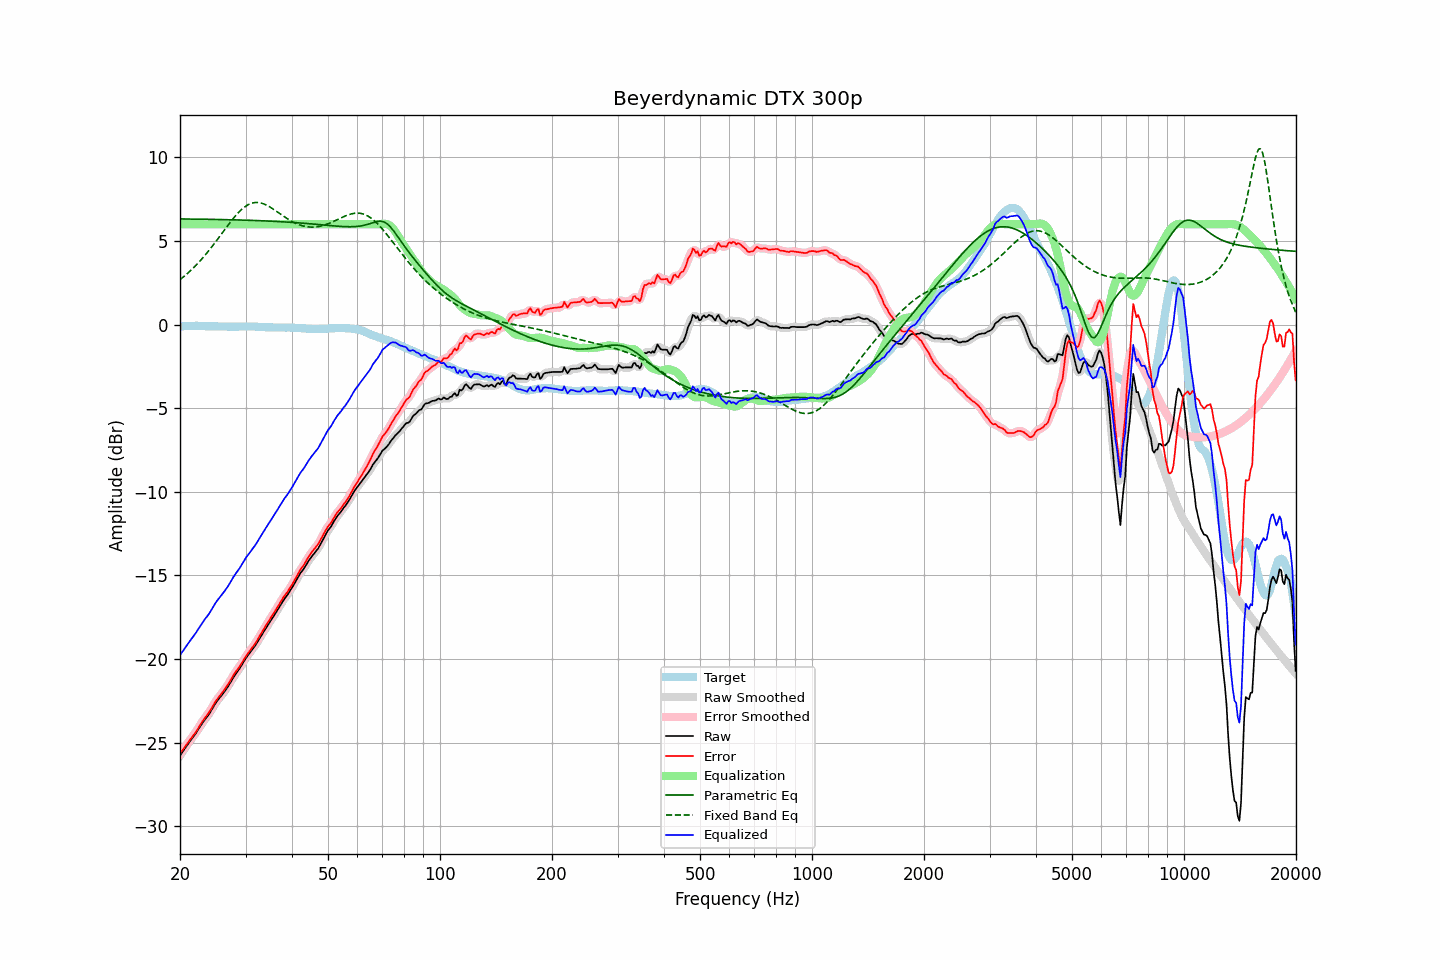 Beyerdynamic DTX 300p
Amplitude (dBr)
10
5
0
−5
−10
−15
−20
−25
−30
Target
Raw Smoothed
Error Smoothed
Raw
Error
Equalization
Parametric Eq
Fixed Band Eq
Equalized
20
50
100
200
500
1000
2000
5000
10000
20000
Frequency (Hz)